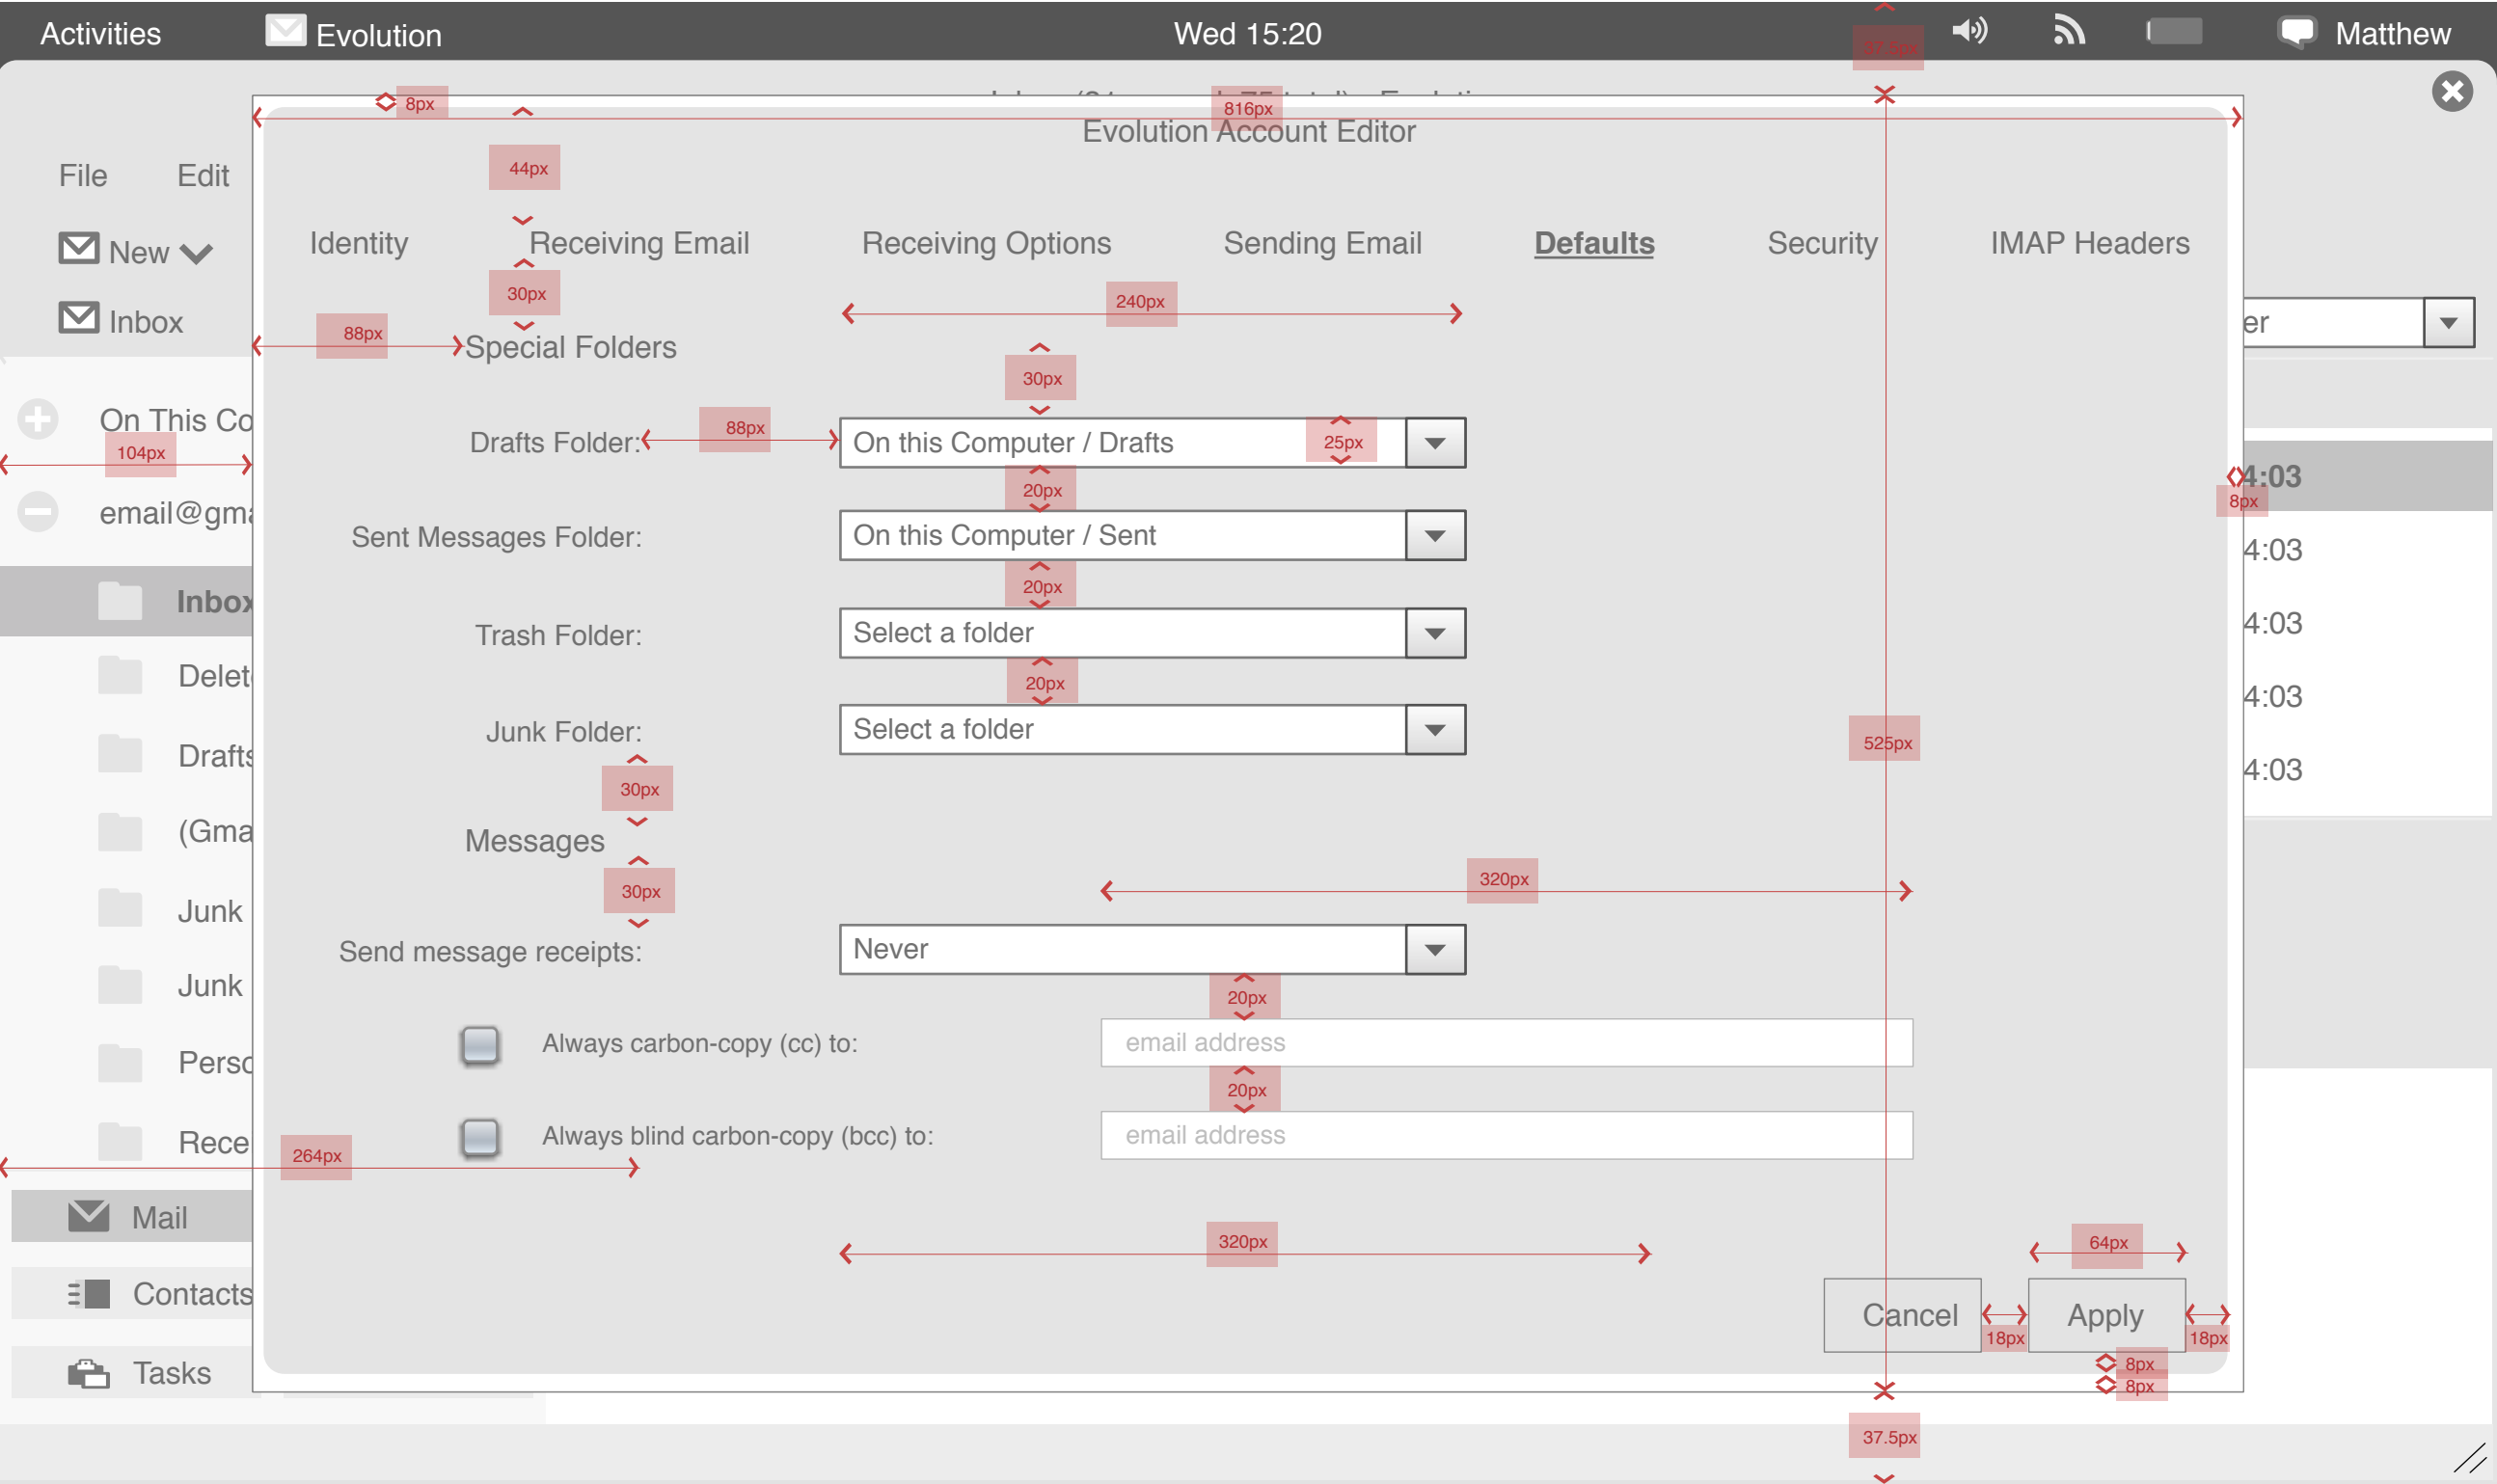 Activities Evolution Wed 15:20 37.5px Matthew
8px 816px
Evolution Account Editor
44px
File Edit
New Identity Receiving Email Receiving Options Sending Email Defaults Security IMAP Headers
30px 240px
Inbox 88px er
Special Folders
30px
On This Co Drafts Folder: 88px On this Computer / Drafts 25px
104px
20px 4:03
8px
email@gma Sent Messages Folder: On this Computer / Sent
4:03
20px
Inbox Trash Folder: Select a folder 4:03
Delet 20px 4:03
Junk Folder: Select a folder 525px
Drafts 4:03
30px
(Gma Messages
320px
30px
Junk
Send message receipts: Never
Junk 20px
Always carbon-copy (cc) to: email address
Perso
20px
Rece Always blind carbon-copy (bcc) to: email address
264px
Mail
320px 64px
Contacts Cancel Apply
18px 18px
Tasks 8px
8px
37.5px